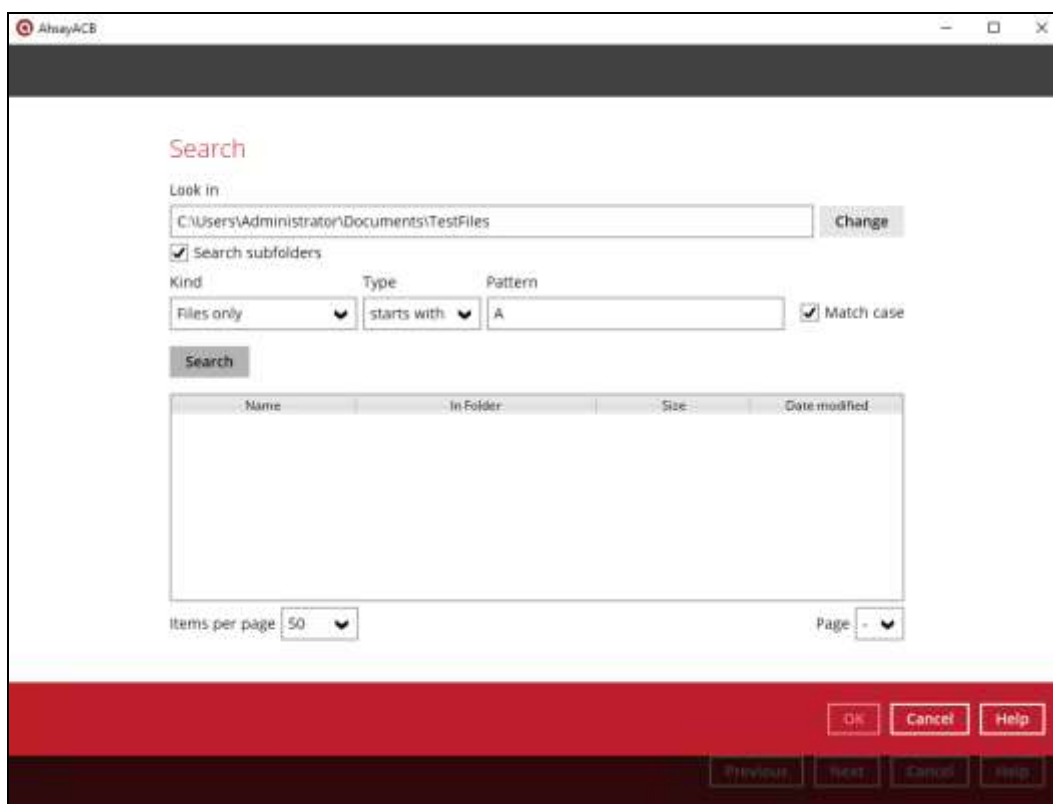 AhsayACB
Search
Look in
C:\Users\Administrator\Documents\TestFiles
Change
Search subfolders
Kind Type Pattern
Files only starts with A Match case
Search
Name In Folder Size Date modified
Items per page 50 Page -
OK Cancel Help
Previous Next Cancel Help